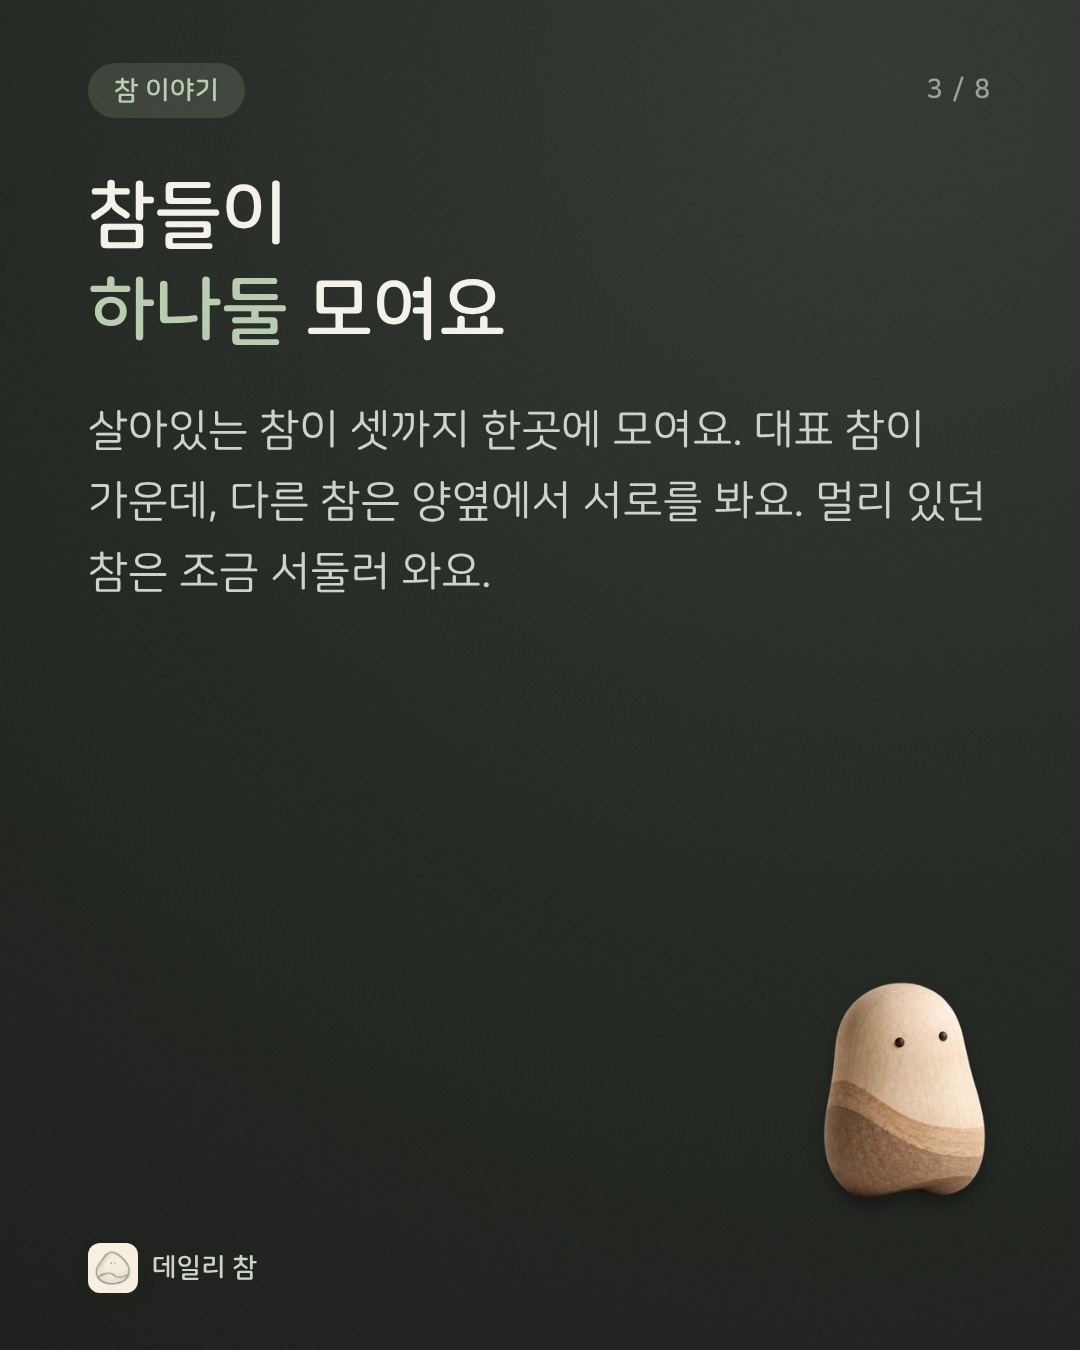 참 이야기
3 / 8
참들이
하나둘 모여요
살아있는 참이 셋까지 한곳에 모여요. 대표 참이
가운데, 다른 참은 양옆에서 서로를 봐요. 멀리 있던
참은 조금 서둘러 와요.
데일리 참